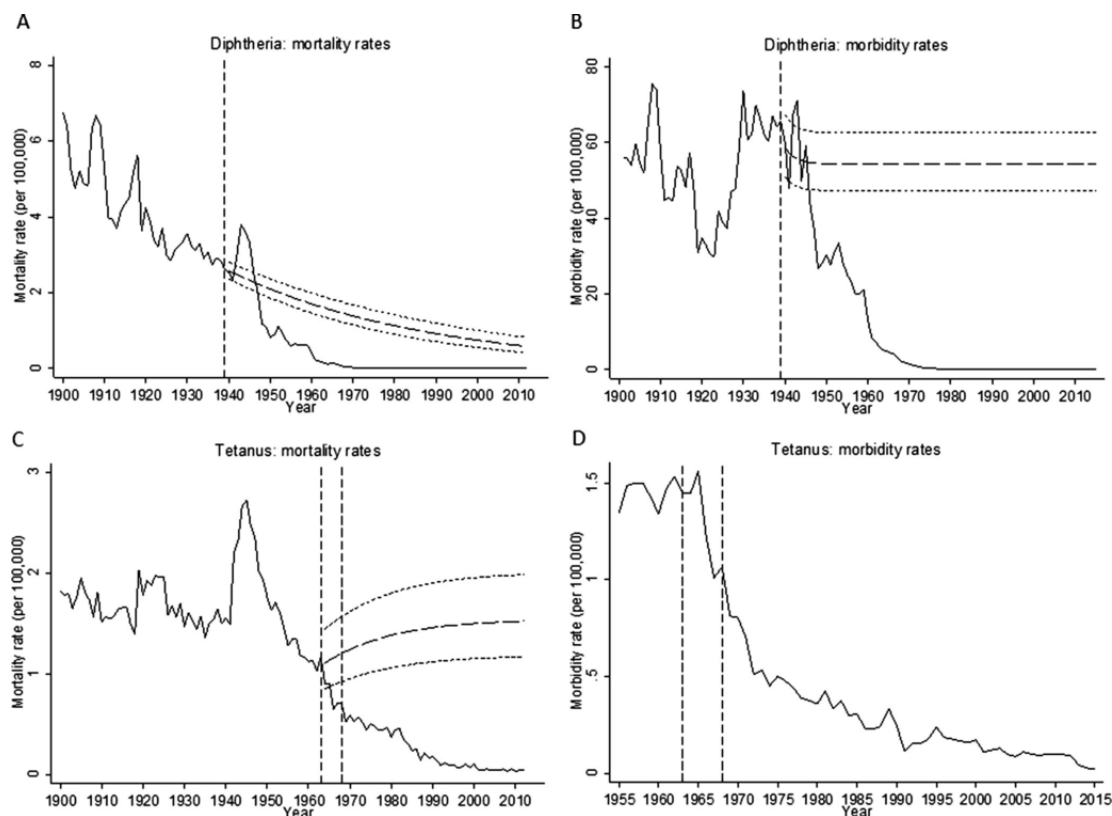 A
Diphtheria: mortality rates
Mortality rate (per 100,000)
8
6
4
2
0
1900 1910 1920 1930 1940 1950 1960 1970 1980 1990 2000 2010
Year
B
Diphtheria: morbidity rates
Morbidity rate (per 100,000)
80
60
40
20
0
1900 1910 1920 1930 1940 1950 1960 1970 1980 1990 2000 2010
Year
C
Tetanus: mortality rates
Mortality rate (per 100,000)
3
2
1
0
1900 1910 1920 1930 1940 1950 1960 1970 1980 1990 2000 2010
Year
D
Tetanus: morbidity rates
Morbidity rate (per 100,000)
1.5
1
.5
0
1955 1960 1965 1970 1975 1980 1985 1990 1995 2000 2005 2010 2015
Year